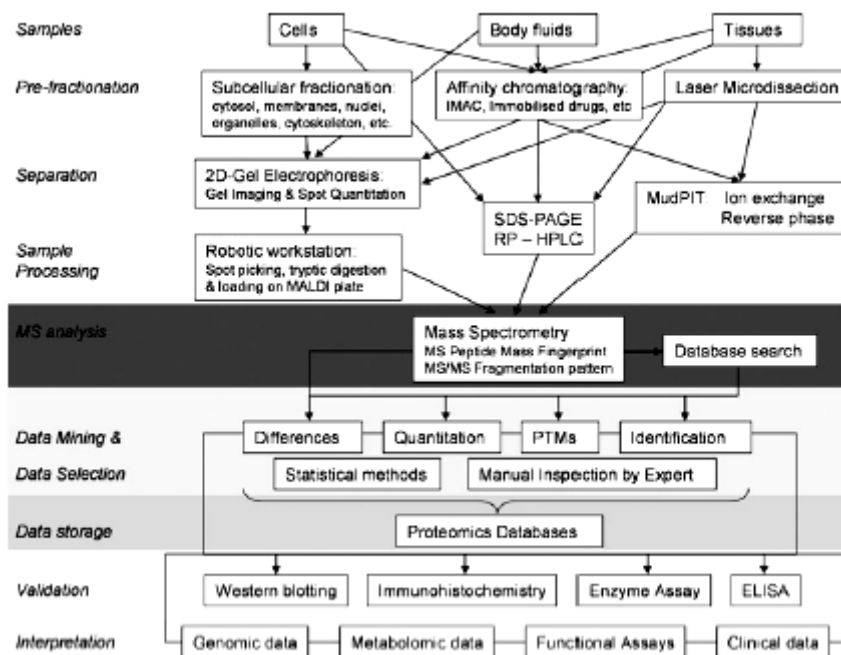 Samples
Cells
Body fluids
Tissues
Pre-fractionation
Subcellular fractionation:
cytosol, membranes, nuclei,
organelles, cytoskeleton, etc.
Affinity chromatography:
IMAC, Immobilised drugs, etc
Laser Microdissection
Separation
2D-Gel Electrophoresis:
Gel Imaging & Spot Quantitation
SDS-PAGE
RP – HPLC
MudPIT: Ion exchange
Reverse phase
Sample
Processing
Robotic workstation:
Spot picking, tryptic digestion
& loading on MALDI plate
MS analysis
Mass Spectrometry
MS Peptide Mass Fingerprint
MS/MS Fragmentation pattern
Database search
Data Mining &
Differences
Quantitation
PTMs
Identification
Data Selection
Statistical methods
Manual Inspection by Expert
Data storage
Proteomics Databases
Validation
Western blotting
Immunohistochemistry
Enzyme Assay
ELISA
Interpretation
Genomic data
Metabolomic data
Functional Assays
Clinical data